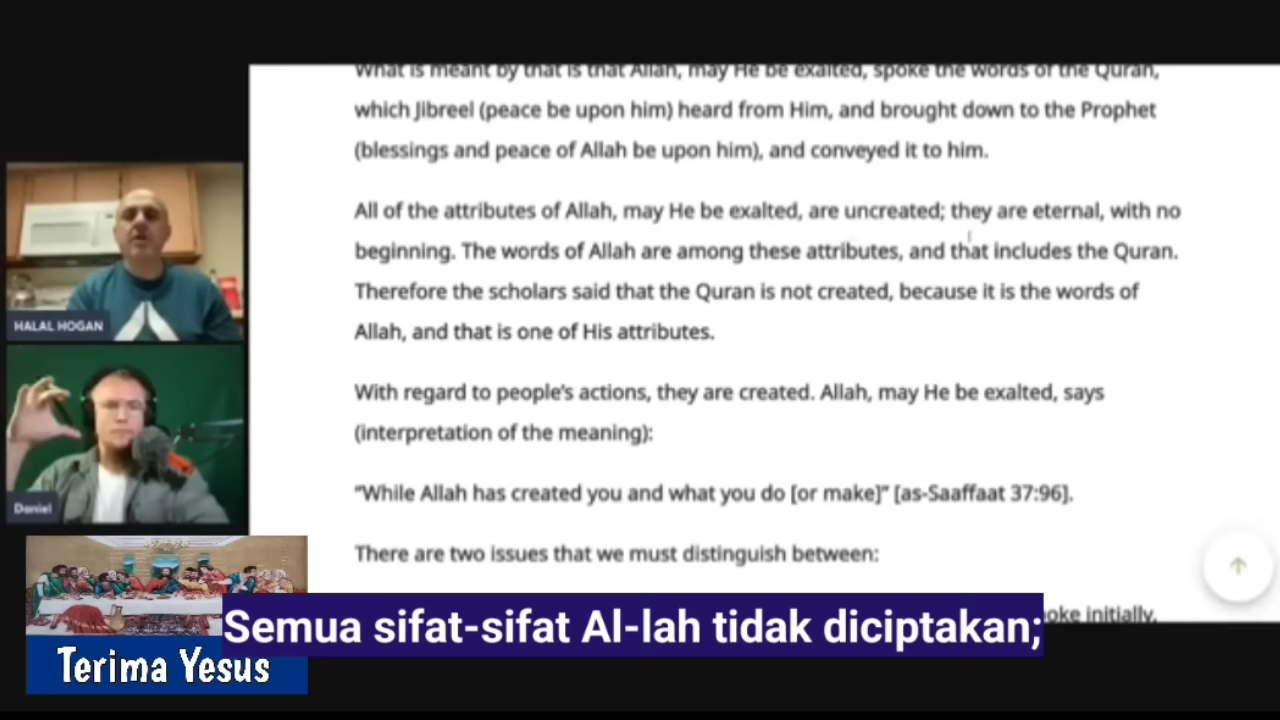 What is meant by that is that Allah, may He be exalted, spoke the words of the Quran,
which Jibreel (peace be upon him) heard from Him, and brought down to the Prophet
(blessings and peace of Allah be upon him), and conveyed it to him.
All of the attributes of Allah, may He be exalted, are uncreated; they are eternal, with no
beginning. The words of Allah are among these attributes, and that includes the Quran.
Therefore the scholars said that the Quran is not created, because it is the words of
Allah, and that is one of His attributes.
With regard to people's actions, they are created. Allah, may He be exalted, says
(interpretation of the meaning):
“While Allah has created you and what you do [or make]” [as-Saaffaat 37:96].
There are two issues that we must distinguish between:
oke initially,
HALAL HOGAN
Daniel
Semua sifat-sifat Al-lah tidak diciptakan;
Terima Yesus